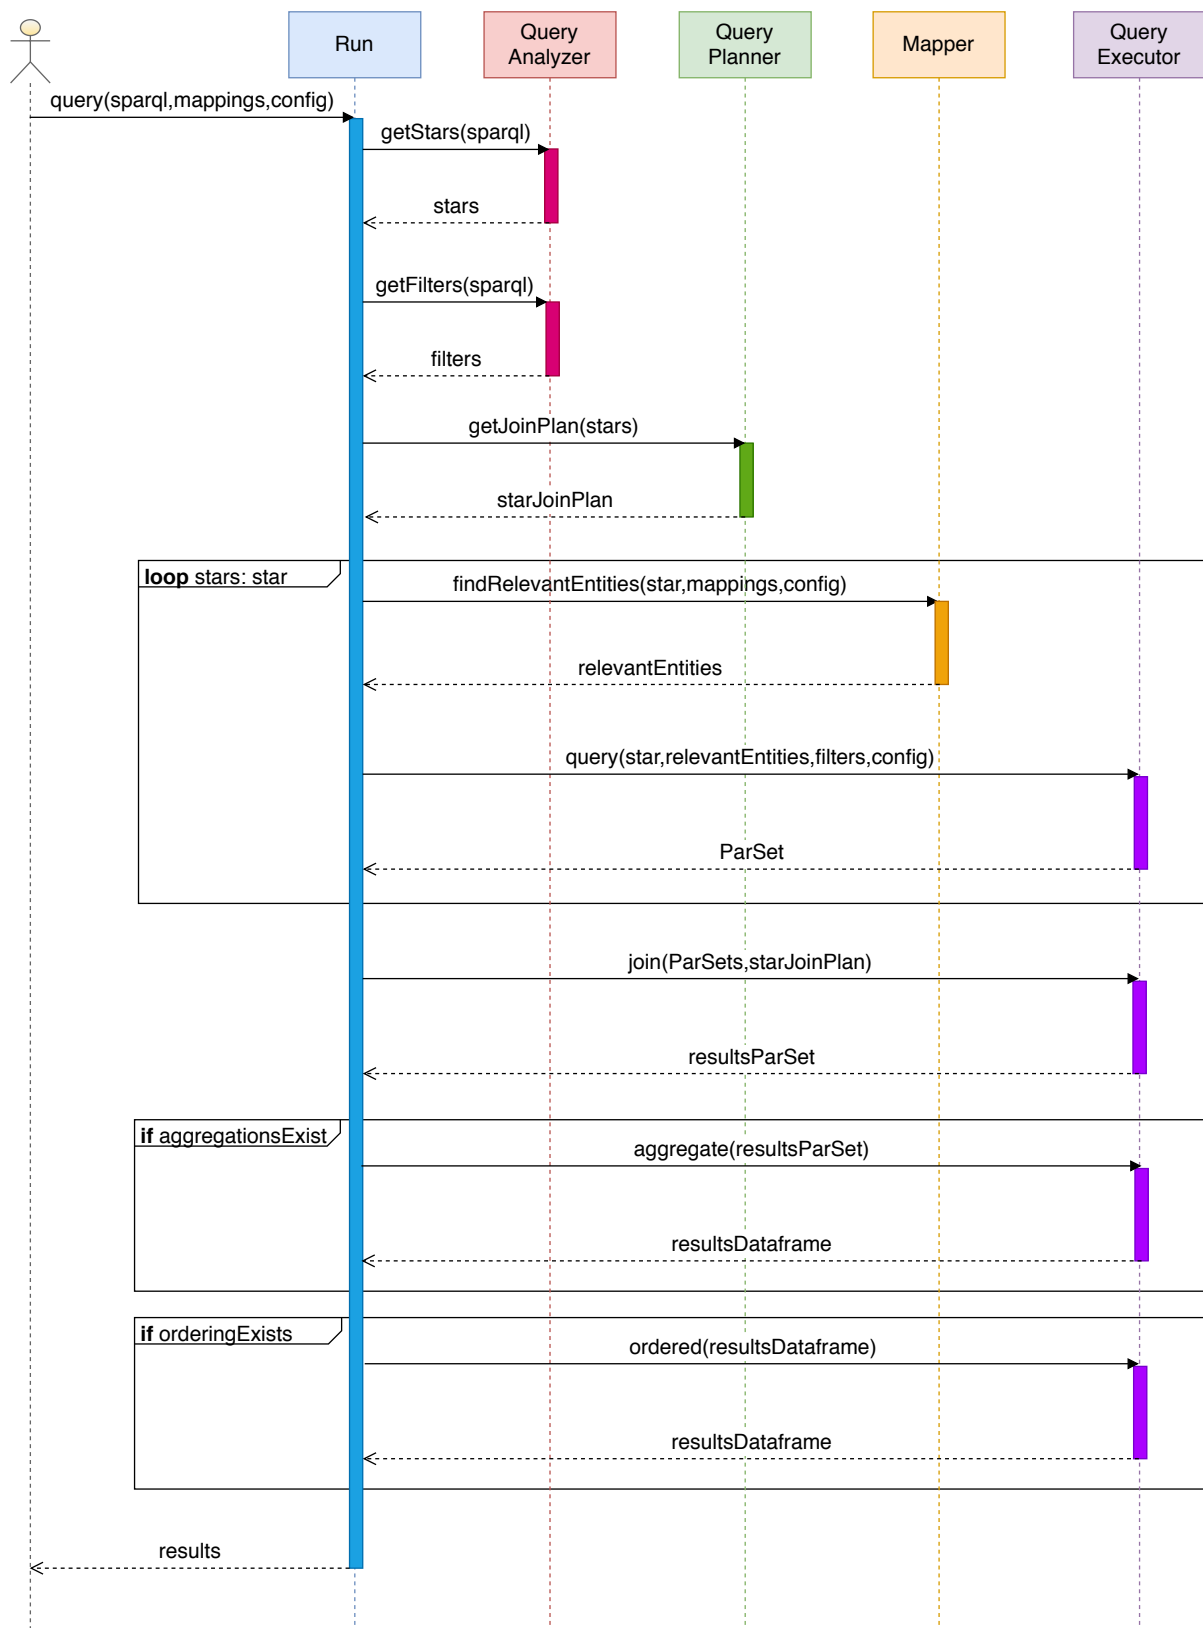 Run
Query
Analyzer
Query
Planner
Mapper
Query
Executor
query(sparql,mappings,config)
getStars(sparql)
stars
getFilters(sparql)
filters
getJoinPlan(stars)
starJoinPlan
loop stars: star
findRelevantEntities(star,mappings,config)
relevantEntities
query(star,relevantEntities,filters,config)
ParSet
join(ParSets,starJoinPlan)
resultsParSet
if aggregationsExist
aggregate(resultsParSet)
resultsDataframe
if orderingExists
ordered(resultsDataframe)
resultsDataframe
results